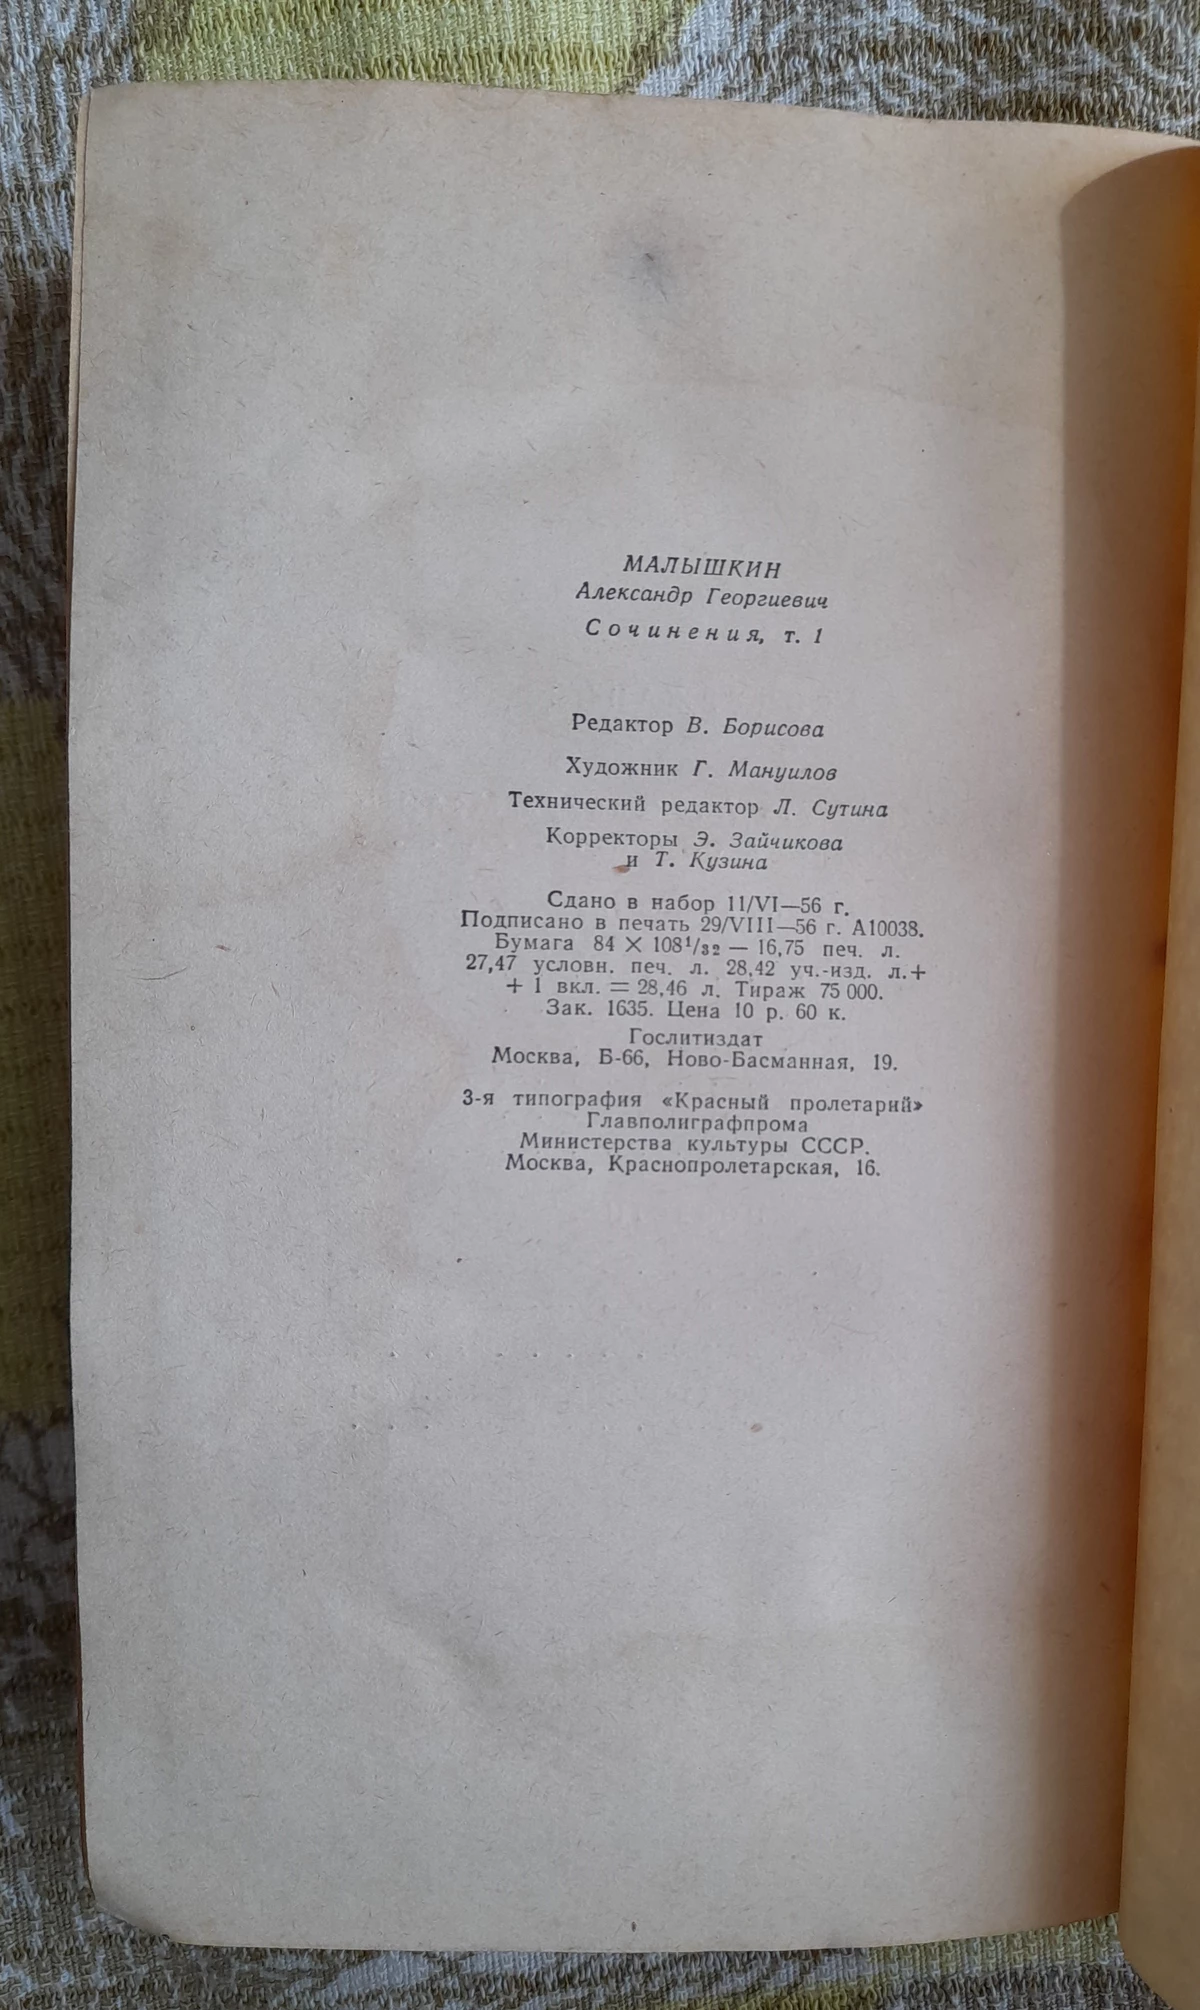 МАЛЫШКИН
Александр Георгиевич
Сочинения, т. 1
Редактор В. Борисова
Художник Г. Мануилов
Технический редактор Л. Сутина
Корректоры Э. Зайчикова
и Т. Кузина
Сдано в набор 11/VI—56 г.
Подписано в печать 29/VIII—56 г. А10038.
Бумага 84 × 108¹/₃₂ — 16,75 печ. л.
27,47 условн. печ. л. 28,42 уч.-изд. л.+
+ 1 вкл. = 28,46 л. Тираж 75 000.
Зак. 1635. Цена 10 р. 60 к.
Гослитиздат
Москва, Б-66, Ново-Басманная, 19.
3-я типография «Красный пролетарий»
Главполиграфпрома
Министерства культуры СССР.
Москва, Краснопролетарская, 16.